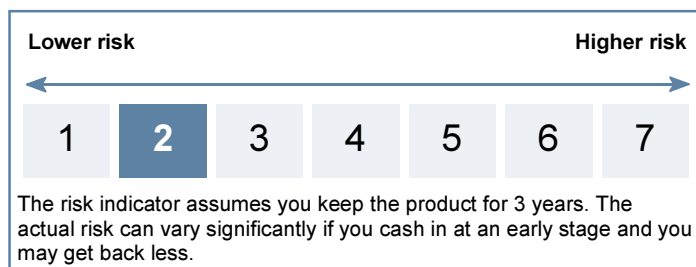 Lower risk Higher risk
1 2 3 4 5 6 7
The risk indicator assumes you keep the product for 3 years. The
actual risk can vary significantly if you cash in at an early stage and you
may get back less.